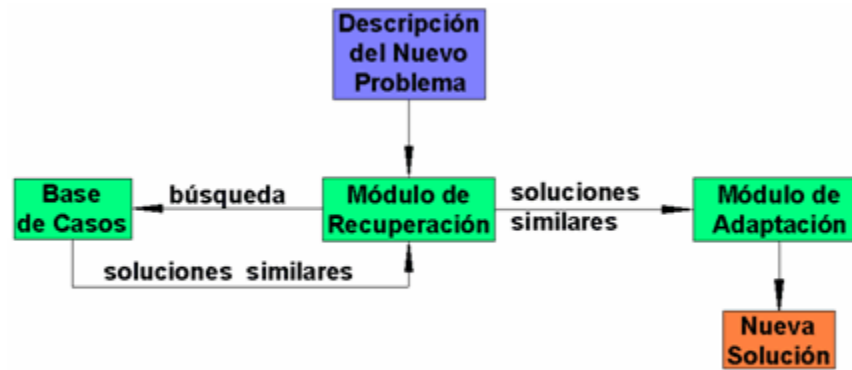 Descripción
del Nuevo
Problema
Base
de Casos
búsqueda
Módulo de
Recuperación
soluciones
similares
Módulo de
Adaptación
soluciones similares
Nueva
Solución